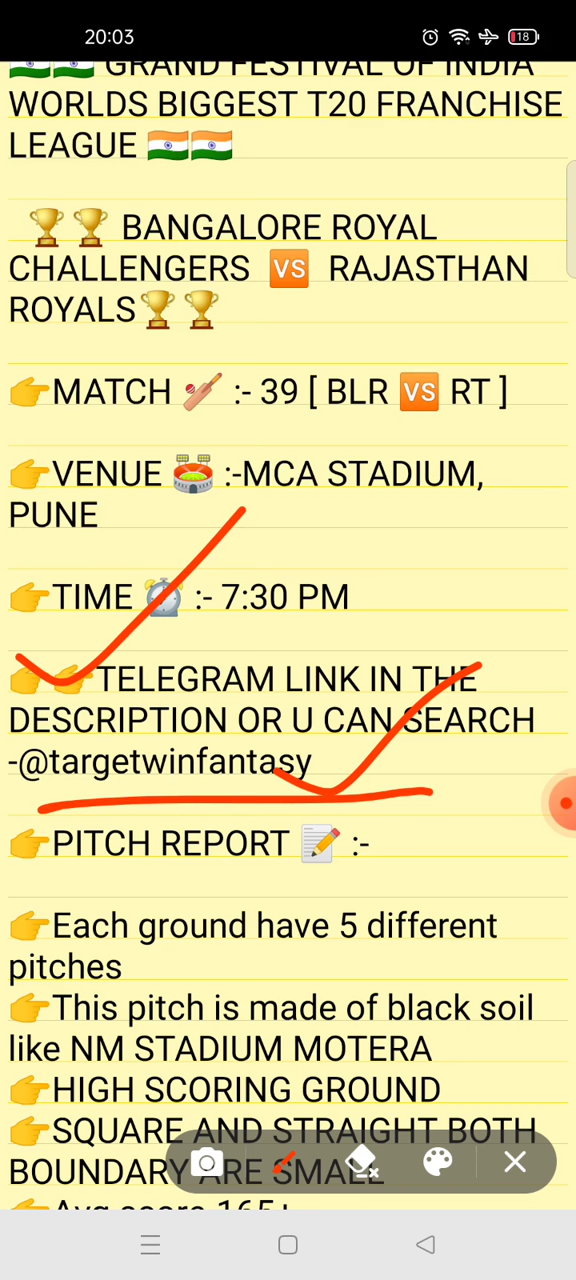 20:03
18
🇮🇳🇮🇳 GRAND FESTIVAL OF INDIA
WORLDS BIGGEST T20 FRANCHISE
LEAGUE 🇮🇳🇮🇳
🏆🏆 BANGALORE ROYAL
CHALLENGERS 🆚 RAJASTHAN
ROYALS🏆🏆
👉MATCH 🏏 :- 39 [ BLR 🆚 RT ]
👉VENUE 🏟️ :-MCA STADIUM,
PUNE
👉TIME ⏰ :- 7:30 PM
👉👉TELEGRAM LINK IN THE
DESCRIPTION OR U CAN SEARCH
-@targetwinfantasy
👉PITCH REPORT 📝 :-
👉Each ground have 5 different
pitches
👉This pitch is made of black soil
like NM STADIUM MOTERA
👉HIGH SCORING GROUND
👉SQUARE AND STRAIGHT BOTH
BOUNDARY ARE SMALL
👉Avg score 165+